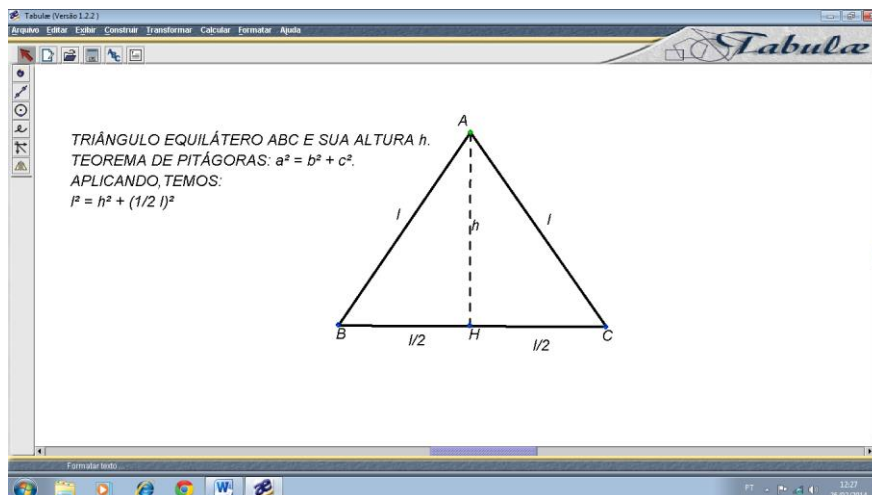 Tabulæ (Versão 1.2.2 )
Arquivo Editar Exibir Construir Transformar Calcular Formatar Ajuda
Tabulæ
TRIÂNGULO EQUILÁTERO ABC E SUA ALTURA h.
TEOREMA DE PITÁGORAS: a² = b² + c².
APLICANDO,TEMOS:
l² = h² + (1/2 l)²
A
l
h
l
B
H
C
l/2
l/2
Formatar texto...
PT
12:27